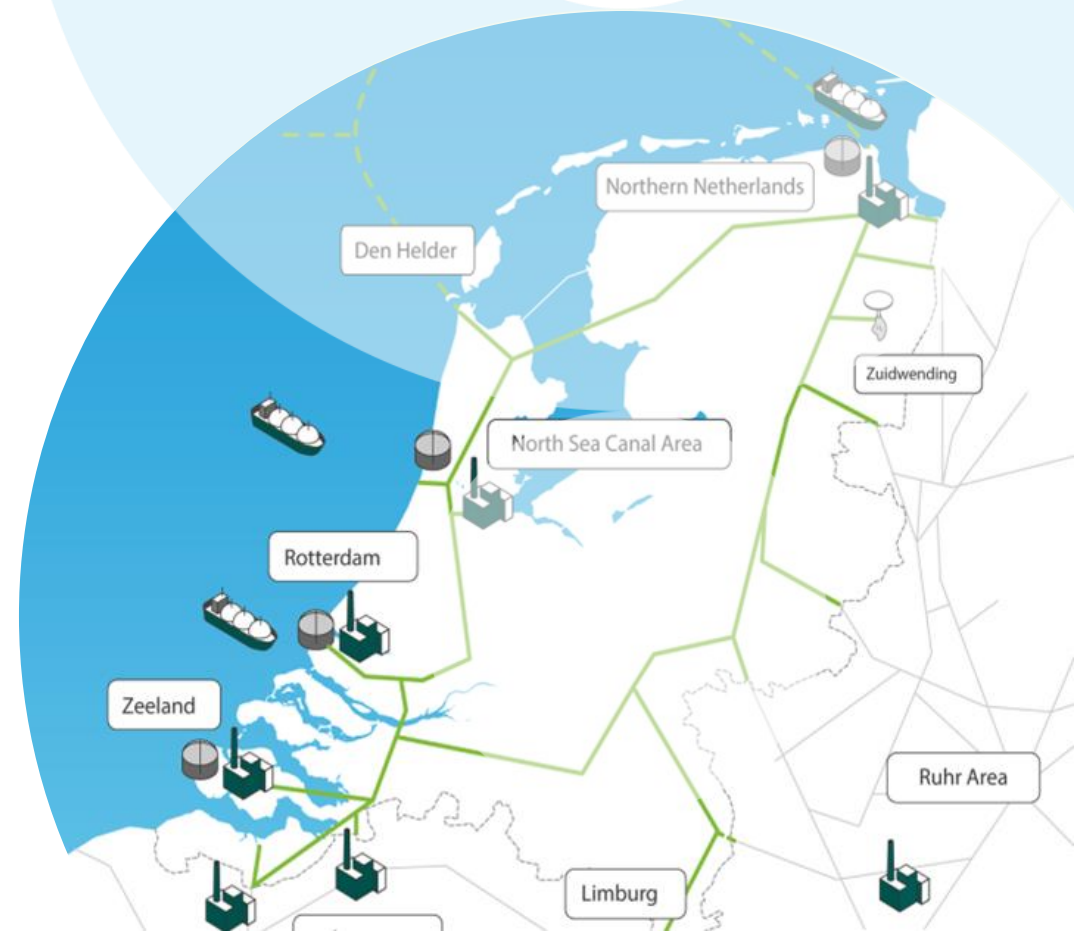 Northern Netherlands
Den Helder
Zuidwending
North Sea Canal Area
Rotterdam
Zeeland
Ruhr Area
Limburg